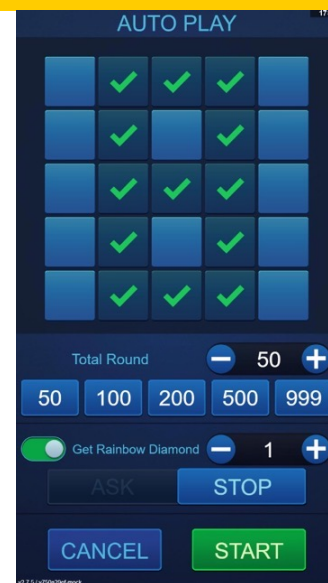 AUTO PLAY
Total Round
50
50 100 200 500 999
Get Rainbow Diamond
1
ASK STOP
CANCEL START